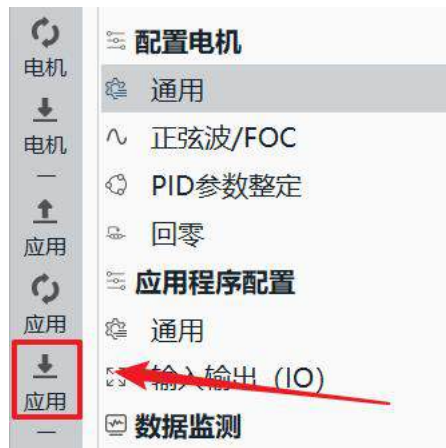 电机
电机
应用
应用
应用
配置电机
通用
正弦波/FOC
PID参数整定
回零
应用程序配置
通用
输入输出（IO）
数据监测